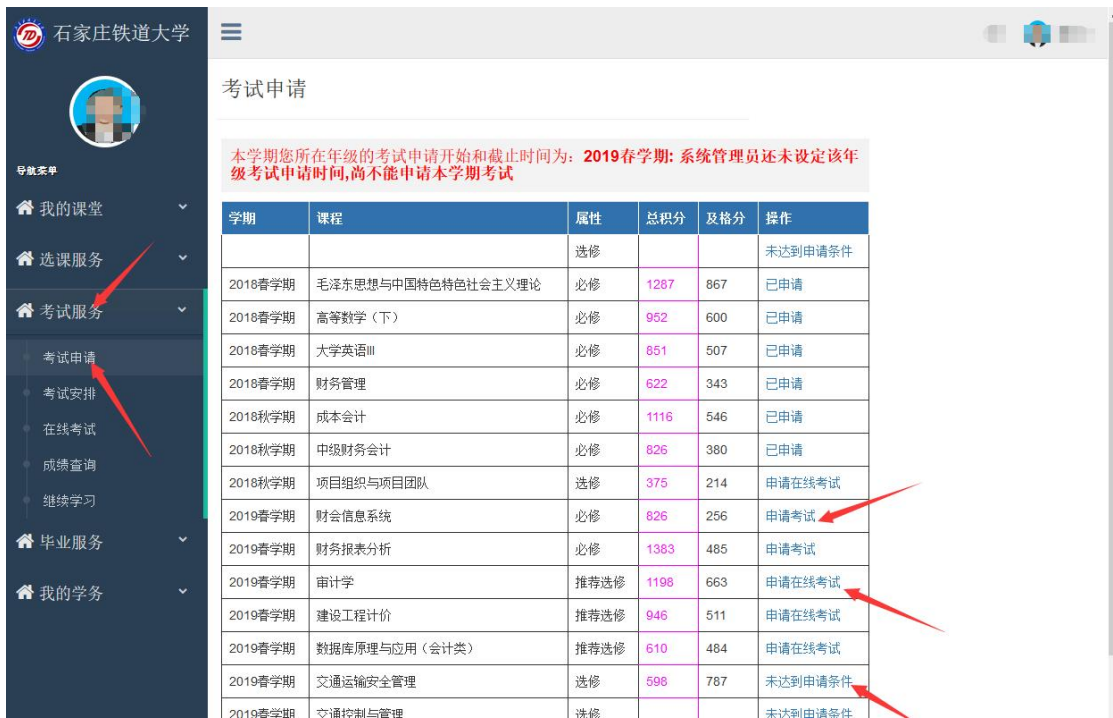 石家庄铁道大学
考试申请
导航菜单
我的课堂
选课服务
考试服务
考试申请
考试安排
在线考试
成绩查询
继续学习
毕业服务
我的学务
本学期您所在年级的考试申请开始和截止时间为: 2019春学期: 系统管理员还未设定该年
级考试申请时间,尚不能申请本学期考试
学期 课程 属性 总积分 及格分 操作
选修 未达到申请条件
2018春学期 毛泽东思想与中国特色特色社会主义理论 必修 1287 867 已申请
2018春学期 高等数学（下） 必修 952 600 已申请
2018春学期 大学英语III 必修 851 507 已申请
2018春学期 财务管理 必修 622 343 已申请
2018秋学期 成本会计 必修 1116 546 已申请
2018秋学期 中级财务会计 必修 826 380 已申请
2018秋学期 项目组织与项目团队 选修 375 214 申请在线考试
2019春学期 财会信息系统 必修 826 256 申请考试
2019春学期 财务报表分析 必修 1383 485 申请考试
2019春学期 审计学 推荐选修 1198 663 申请在线考试
2019春学期 建设工程计价 推荐选修 946 511 申请在线考试
2019春学期 数据库原理与应用（会计类） 推荐选修 610 484 申请在线考试
2019春学期 交通运输安全管理 选修 598 787 未达到申请条件
2019春学期 交通控制与管理 选修 未达到申请条件